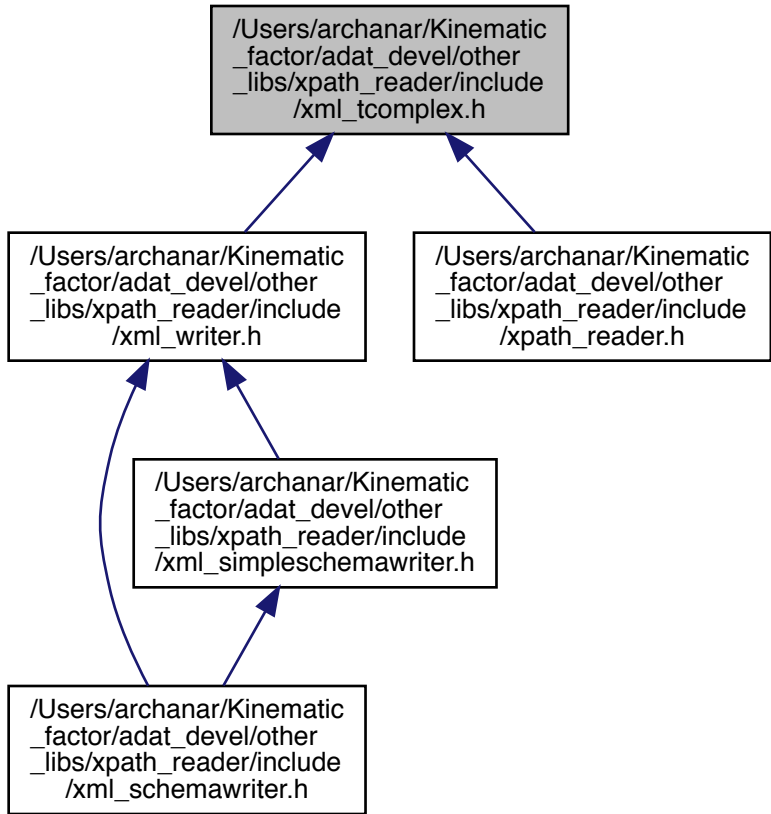 /Users/archanar/Kinematic
_factor/adat_devel/other
_libs/xpath_reader/include
/xml_tcomplex.h
/Users/archanar/Kinematic
_factor/adat_devel/other
_libs/xpath_reader/include
/xml_writer.h
/Users/archanar/Kinematic
_factor/adat_devel/other
_libs/xpath_reader/include
/xpath_reader.h
/Users/archanar/Kinematic
_factor/adat_devel/other
_libs/xpath_reader/include
/xml_simpleschemawriter.h
/Users/archanar/Kinematic
_factor/adat_devel/other
_libs/xpath_reader/include
/xml_schemawriter.h